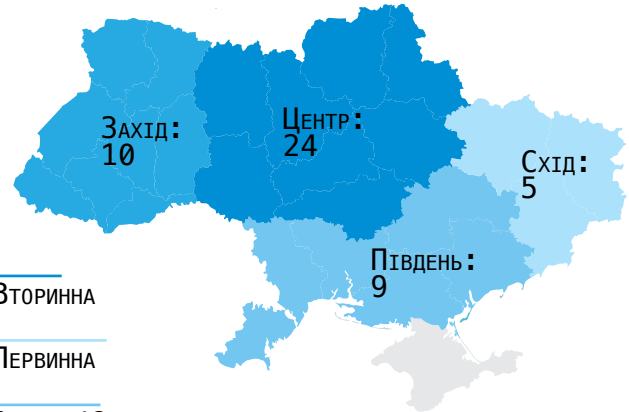 Захід:
10
Центр:
24
Схід:
5
Південь:
9
Вторинна
Первинна